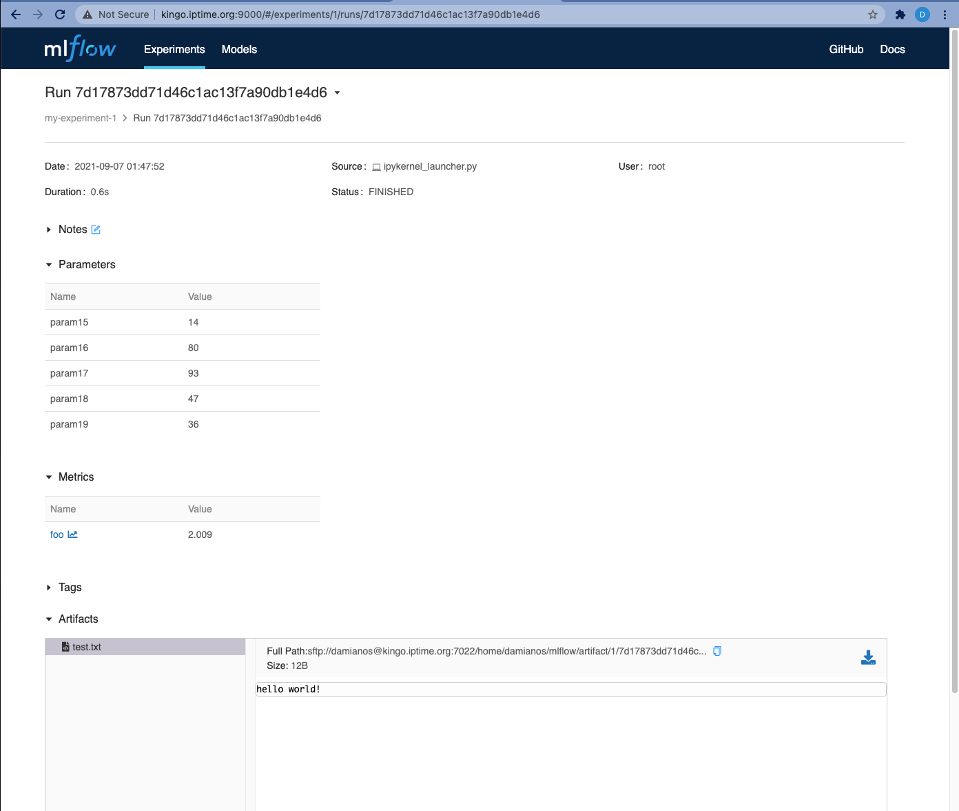 Not Secure | kingo.iptime.org:9000/#/experiments/1/runs/7d17873dd71d46c1ac13f7a90db1e4d6
D
mlflow Experiments Models GitHub Docs
Run 7d17873dd71d46c1ac13f7a90db1e4d6
my-experiment-1 > Run 7d17873dd71d46c1ac13f7a90db1e4d6
Date: 2021-09-07 01:47:52 Source: ipykernel_launcher.py User: root
Duration: 0.6s Status: FINISHED
Notes
Parameters
Name Value
param15 14
param16 80
param17 93
param18 47
param19 36
Metrics
Name Value
foo 2.009
Tags
Artifacts
test.txt
Full Path:sftp://damianos@kingo.iptime.org:7022/home/damianos/mlflow/artifact/1/7d17873dd71d46c...
Size: 12B
hello world!